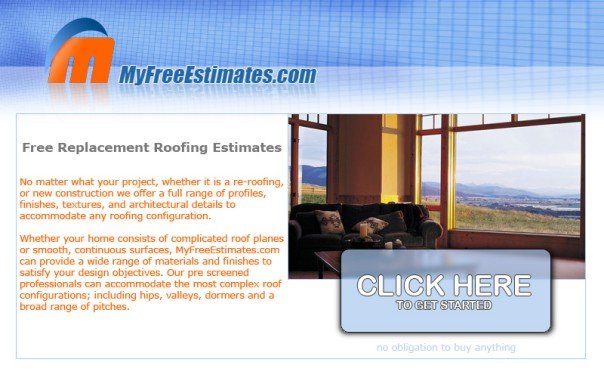 MyFreeEstimates.com
Free Replacement Roofing Estimates
No matter what your project, whether it is a re-roofing,
or new construction we offer a full range of profiles,
finishes, textures, and architectural details to
accommodate any roofing configuration.
Whether your home consists of complicated roof planes
or smooth, continuous surfaces, MyFreeEstimates.com
can provide a wide range of materials and finishes to
satisfy your design objectives. Our pre screened
professionals can accommodate the most complex roof
configurations; including hips, valleys, dormers and a
broad range of pitches.
CLICK HERE
TO GET STARTED
no obligation to buy anything